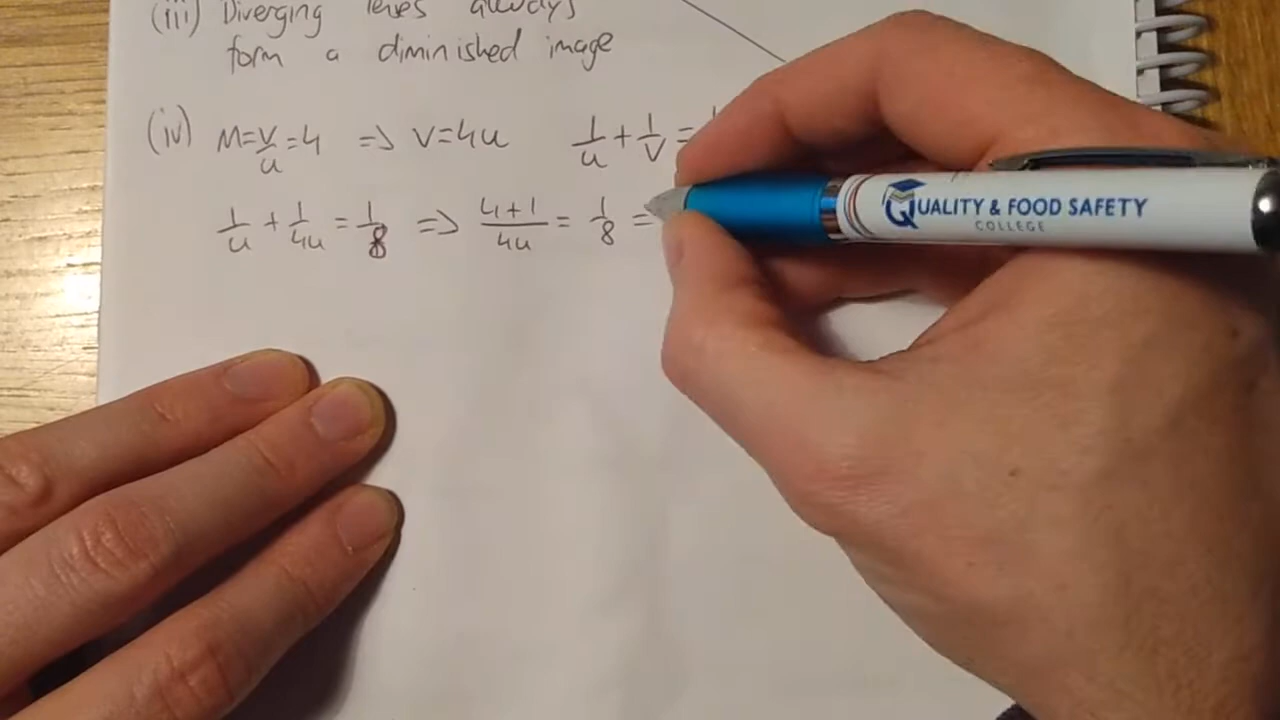 (iii) Diverging lenses always
form a diminished image
(iv) M=v/u=4 => v=4u 1/u + 1/v =
1/u + 1/4u = 1/8 => 4+1/4u = 1/8 =
QUALITY & FOOD SAFETY
COLLEGE